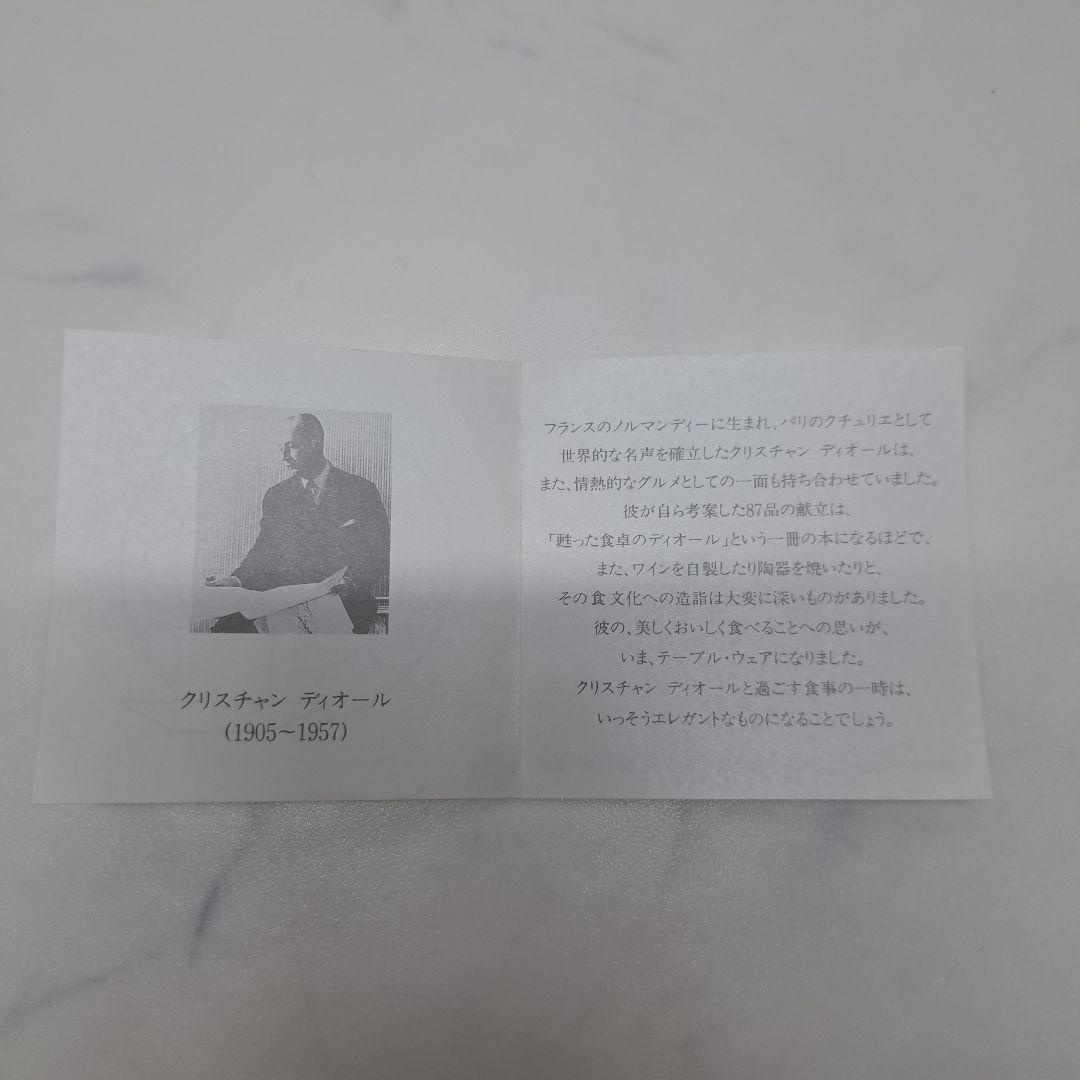 クリスチャン ディオール
(1905～1957)
フランスのノルマンディーに生まれ、パリのクチュリエとして
世界的な名声を確立したクリスチャン ディオールは、
また、情熱的なグルメとしての一面も持ち合わせていました。
彼が自ら考案した87品の献立は、
「甦った食卓のディオール」という一冊の本になるほどで、
また、ワインを自製したり陶器を焼いたりと、
その食文化への造詣は大変に深いものがありました。
彼の、美しくおいしく食べることへの思いが、
いま、テーブル・ウェアになりました。
クリスチャン ディオールと過ごす食事の一時は、
いっそうエレガントなものになることでしょう。